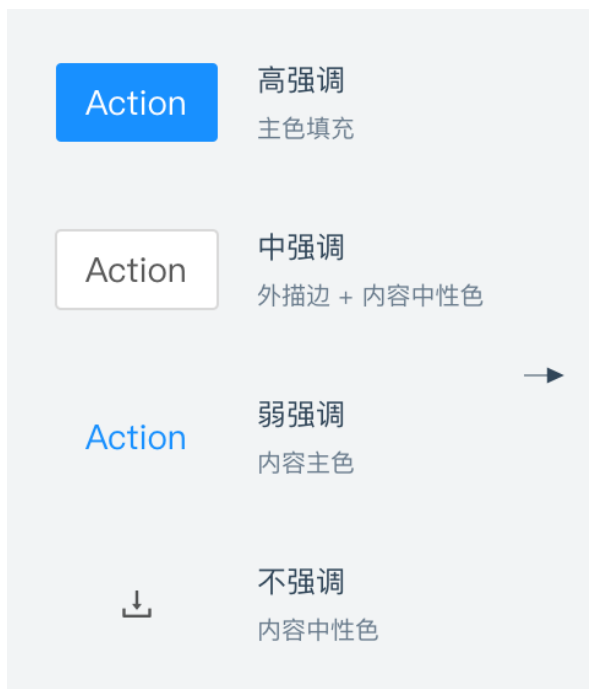 Action
高强调
主色填充
Action
中强调
外描边 + 内容中性色
Action
弱强调
内容主色
不强调
内容中性色